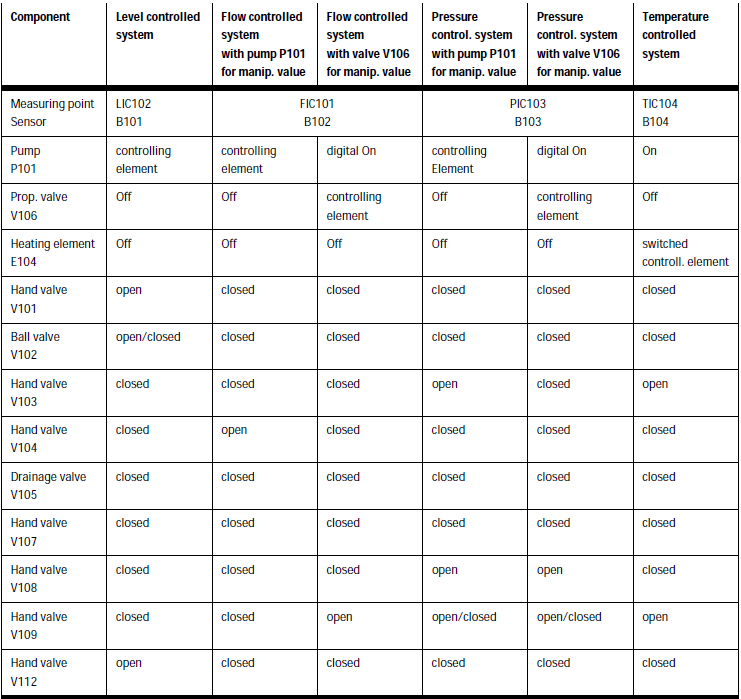 Component Level controlled Flow controlled Flow controlled Pressure Pressure Temperature
system system system control. system control. system controlled
with pump P101 with valve V106 with pump P101 with valve V106 system
for manip. value for manip. value for manip. value for manip. value
Measuring point LIC102 FIC101 PIC103 TIC104
Sensor B101 B102 B103 B104
Pump controlling controlling digital On controlling digital On On
P101 element element Element
Prop. valve Off Off controlling Off controlling Off
V106 element element
Heating element Off Off Off Off Off switched
E104 controll. element
Hand valve open closed closed closed closed closed
V101
Ball valve open/closed closed closed closed closed closed
V102
Hand valve closed closed closed open closed open
V103
Hand valve closed open closed closed closed closed
V104
Drainage valve closed closed closed closed closed closed
V105
Hand valve closed closed closed closed closed closed
V107
Hand valve closed closed closed open open closed
V108
Hand valve closed closed open open/closed open/closed open
V109
Hand valve open closed closed closed closed closed
V112